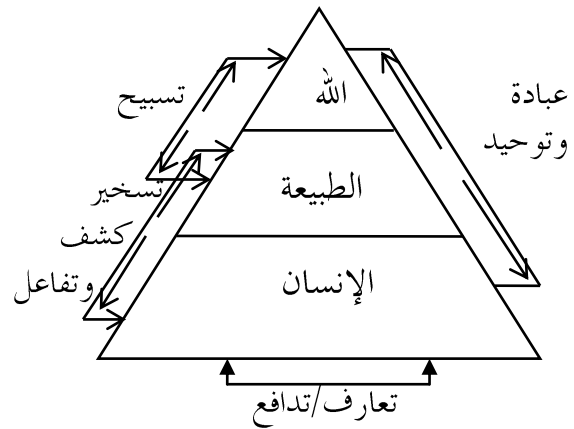 الله
تسبيح
عبادة
وتوحيد
الطبيعة
تسخير
كشف
وتفاعل
الإنسان
تعارف/تدافع